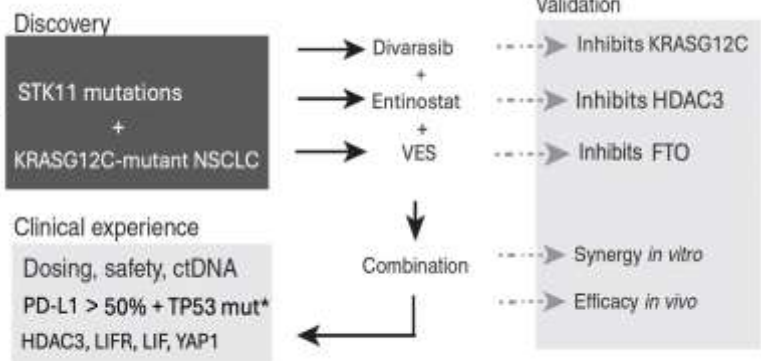 Discovery
STK11 mutations
+
KRASG12C-mutant NSCLC
Divarasib
+
Entinostat
+
VES
Combination
Validation
Inhibits KRASG12C
Inhibits HDAC3
Inhibits FTO
Synergy in vitro
Efficacy in vivo
Clinical experience
Dosing, safety, ctDNA
PD-L1 > 50% + TP53 mut*
HDAC3, LIFR, LIF, YAP1